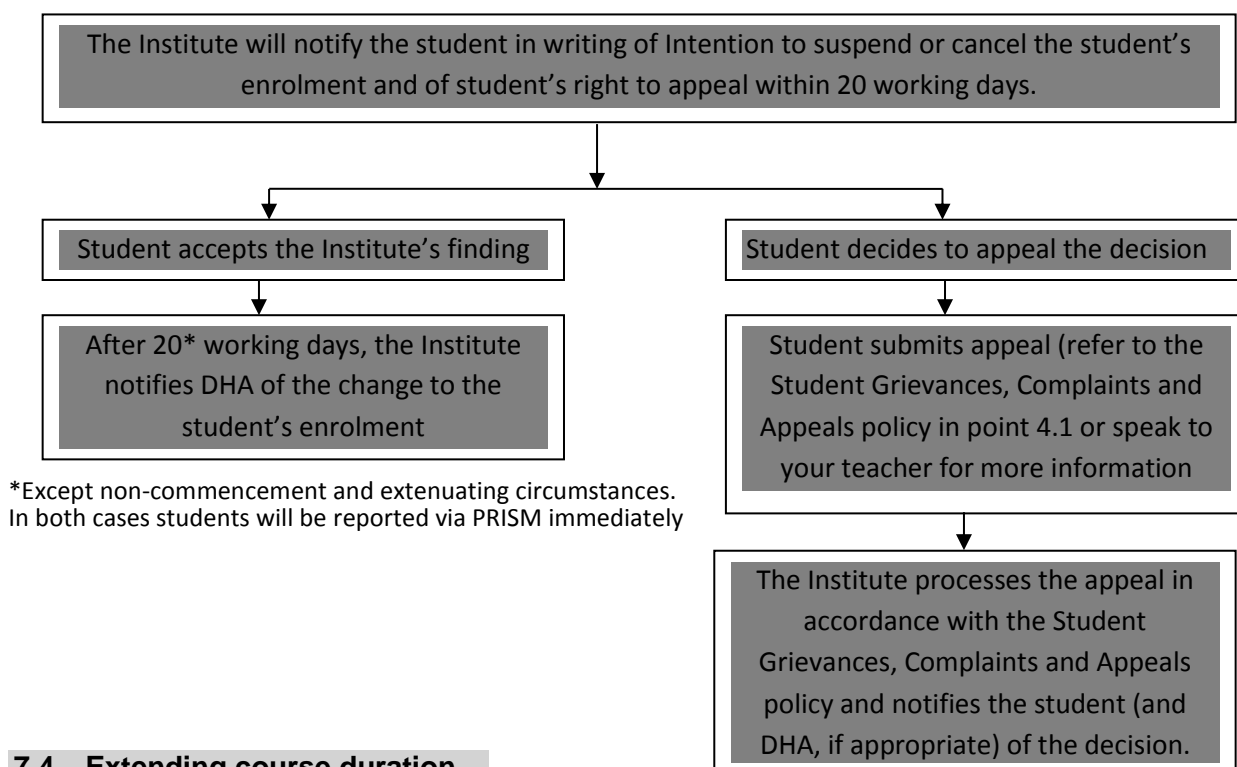 The Institute will notify the student in writing of Intention to suspend or cancel the student’s
enrolment and of student’s right to appeal within 20 working days.
Student accepts the Institute’s finding
Student decides to appeal the decision
After 20* working days, the Institute
notifies DHA of the change to the
student’s enrolment
Student submits appeal (refer to the
Student Grievances, Complaints and
Appeals policy in point 4.1 or speak to
your teacher for more information
*Except non-commencement and extenuating circumstances.
In both cases students will be reported via PRISM immediately
The Institute processes the appeal in
accordance with the Student
Grievances, Complaints and Appeals
policy and notifies the student (and
DHA, if appropriate) of the decision.
7.4 Extending course duration